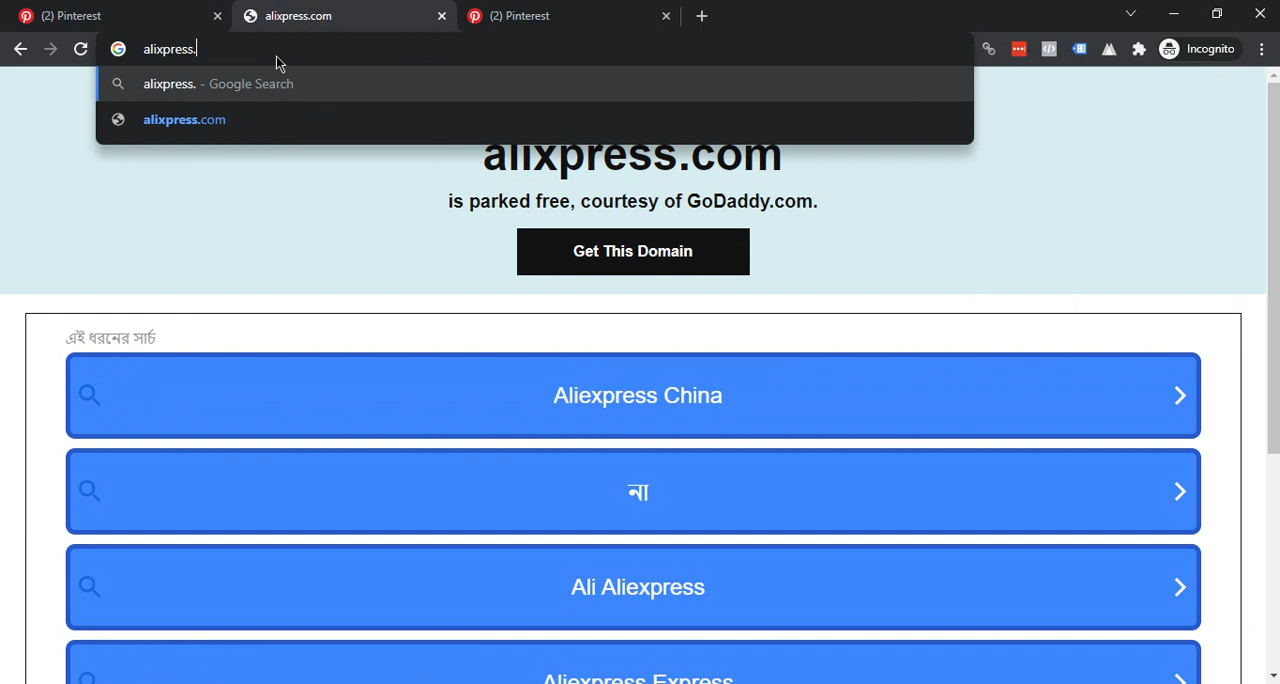 (2) Pinterest
alixpress.com
(2) Pinterest
alixpress.
Incognito
alixpress. - Google Search
alixpress.com
alixpress.com
is parked free, courtesy of GoDaddy.com.
Get This Domain
এই ধরনের সার্চ
Aliexpress China
না
Ali Aliexpress
Aliexpress Express